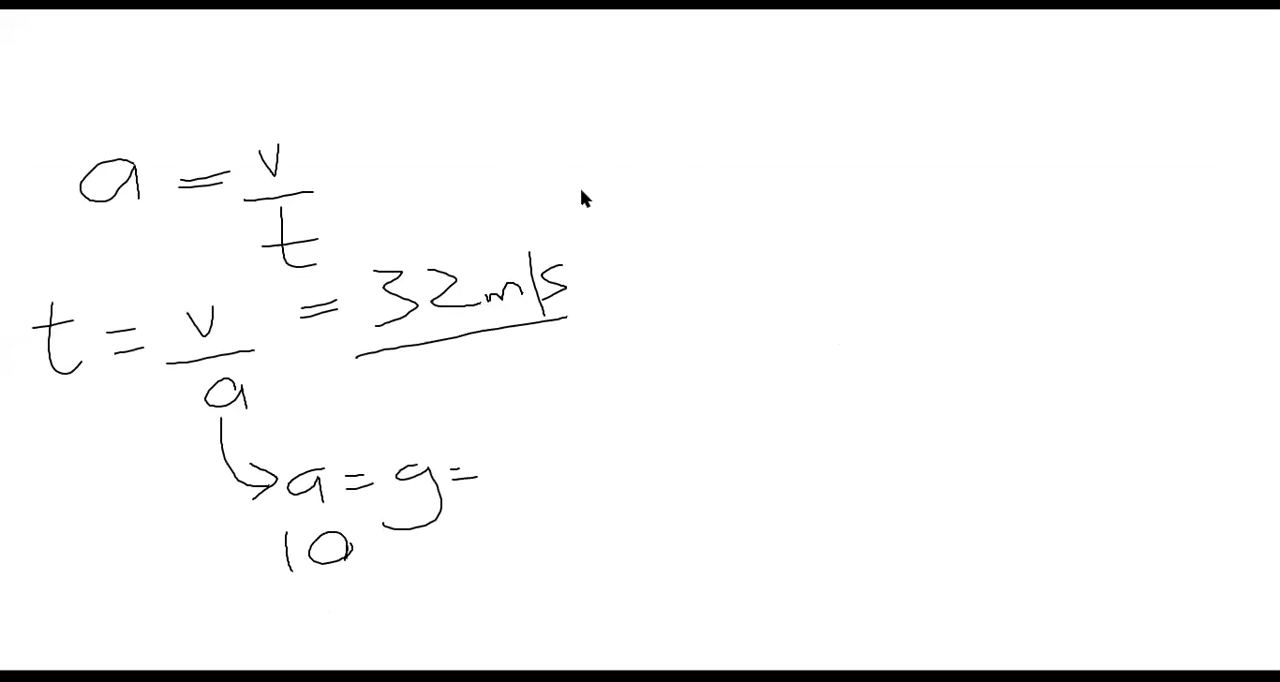 a = v/t
t = v/a = 32m/s
a = g =
10